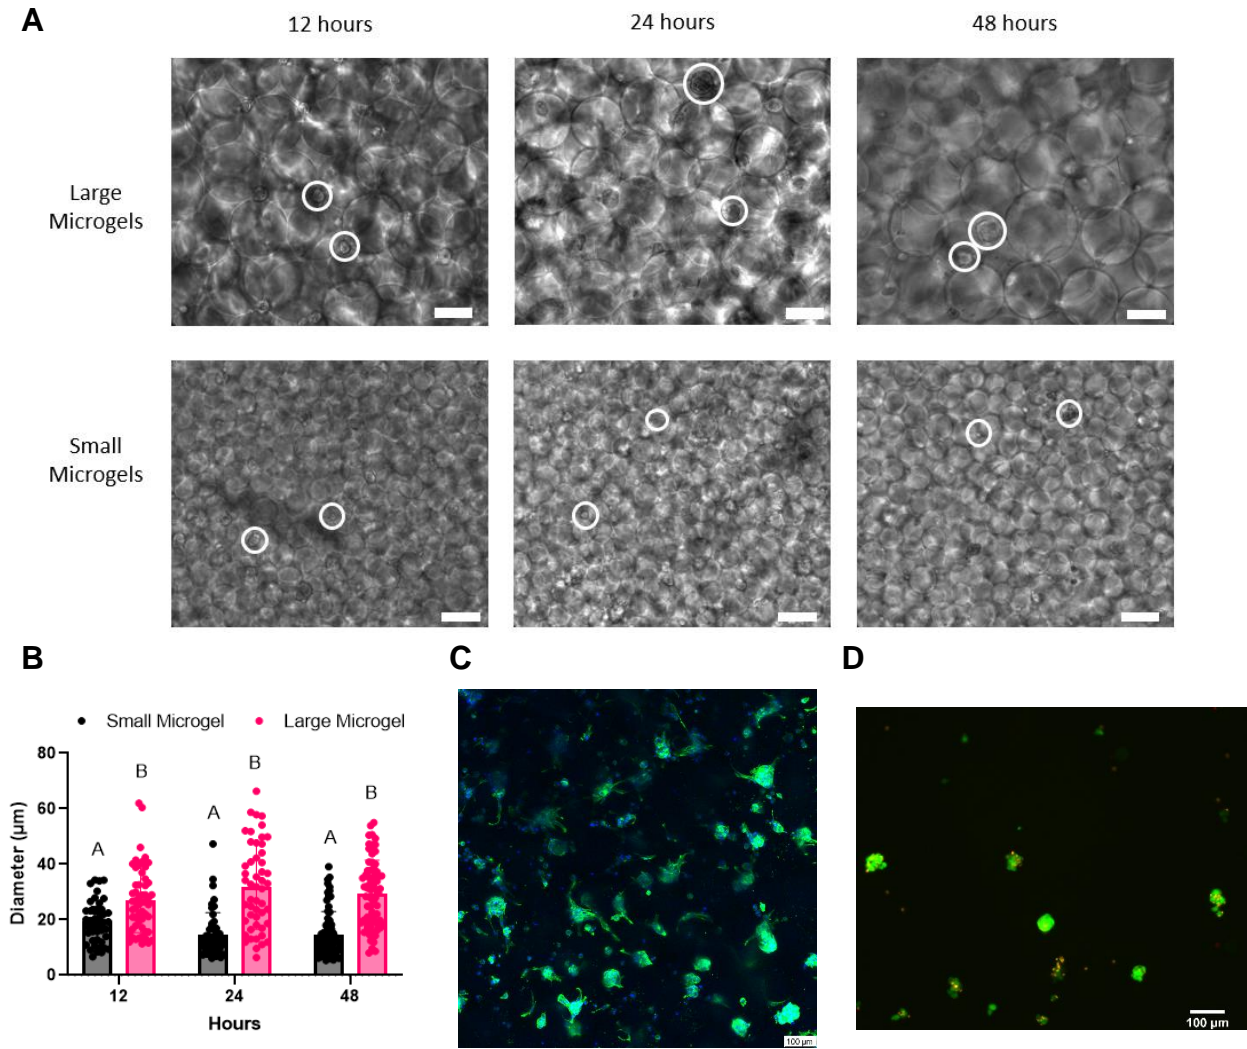 A
12 hours
24 hours
48 hours
Large
Microgels
Small
Microgels
B
C
D
Small Microgel
Large Microgel
80
60
40
20
0
Diameter (μm)
A
B
A
B
A
B
12
24
48
Hours
100 μm
100 μm